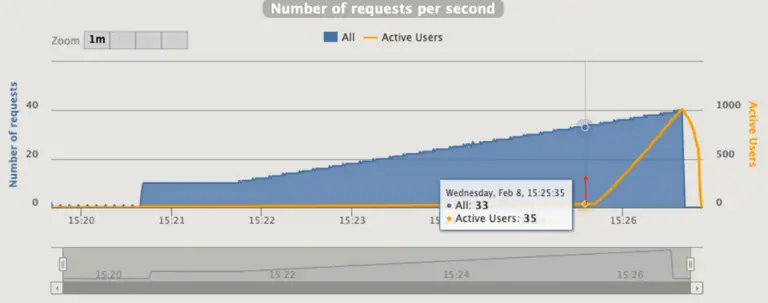 Number of requests per second
Zoom 1m
All Active Users
Number of requests
Active Users
40 1000
20 500
0 0
Wednesday, Feb 8, 15:25:35
All: 33
Active Users: 35
15:20 15:21 15:22 15:23 15:26
15:20 15:22 15:24 15:26